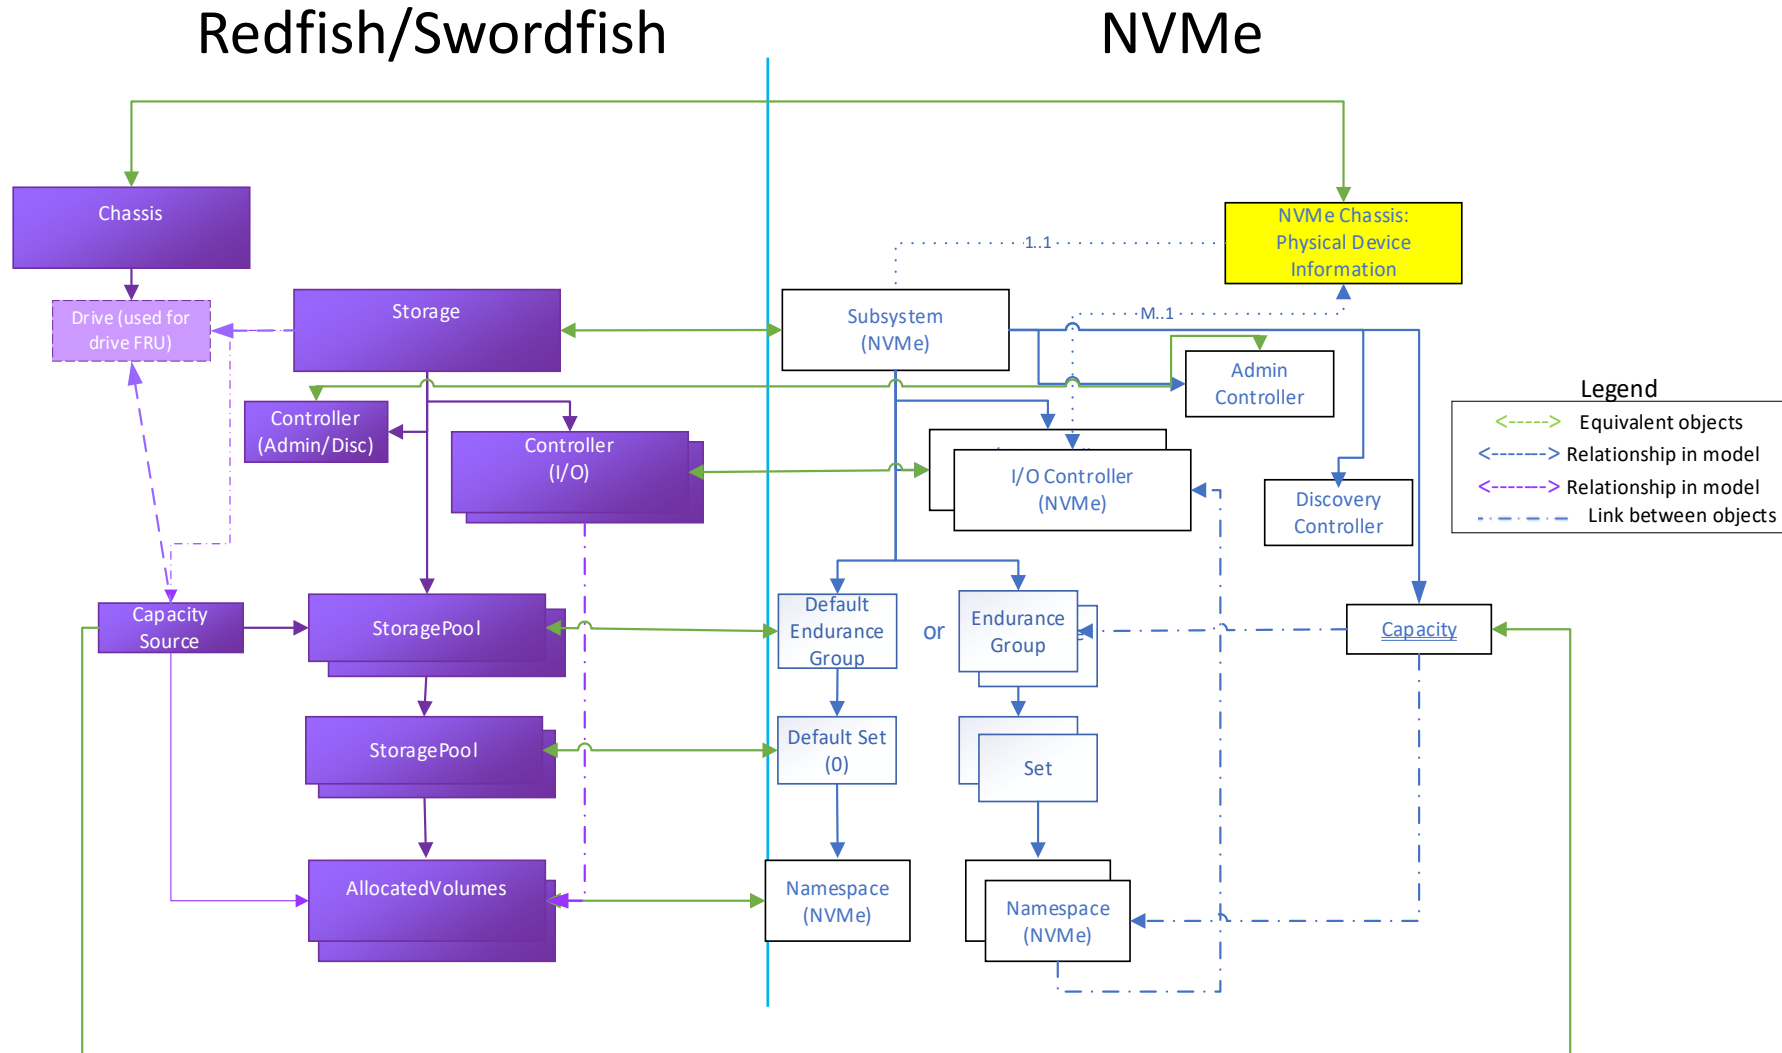 Redfish/Swordfish
NVMe
Chassis
NVMe Chassis:
Physical Device
Information
1..1
Drive (used for
drive FRU)
Storage
Subsystem
(NVMe)
M..1
Admin
Controller
Legend
Equivalent objects
Relationship in model
Relationship in model
Link between objects
Controller
(Admin/Disc)
Controller
(I/O)
I/O Controller
(NVMe)
Discovery
Controller
Capacity
Source
StoragePool
Default
Endurance
Group
or
Endurance
Group
Capacity
StoragePool
Default Set
(0)
Set
AllocatedVolumes
Namespace
(NVMe)
Namespace
(NVMe)